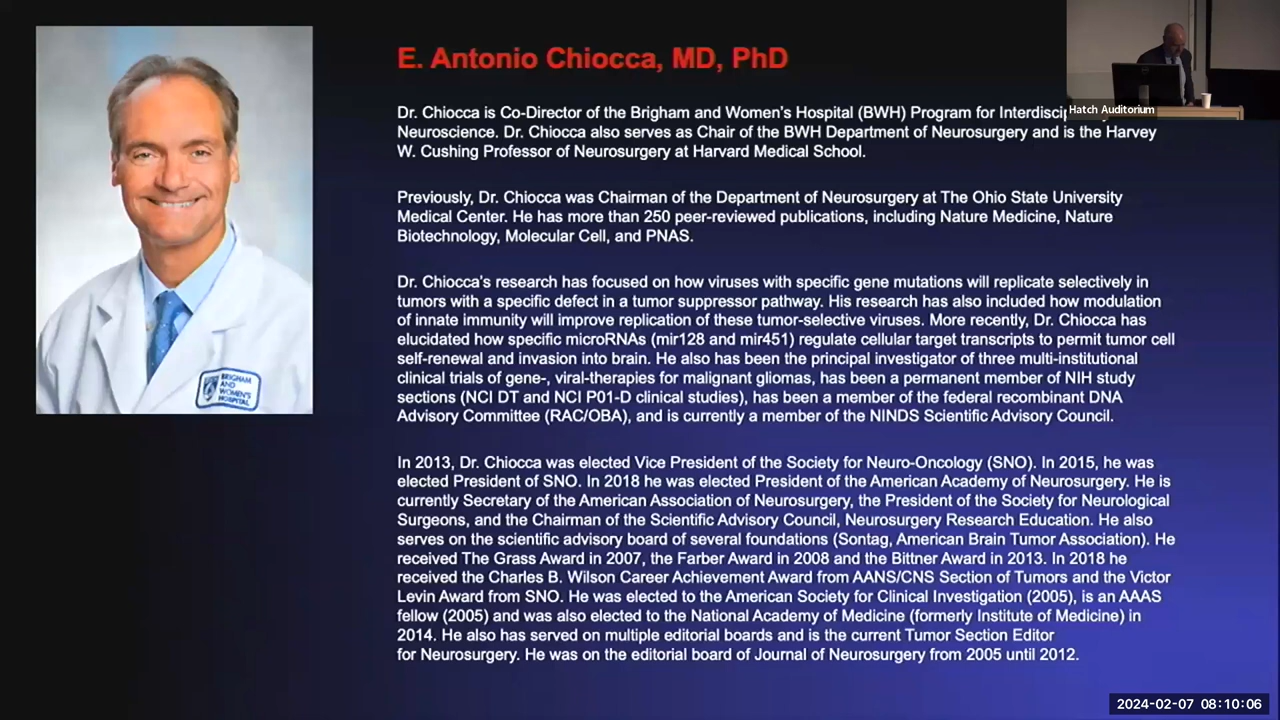 E. Antonio Chiocca, MD, PhD
Dr. Chiocca is Co-Director of the Brigham and Women's Hospital (BWH) Program for
Hatch Auditorium
Neuroscience. Dr. Chiocca also serves as Chair of the BWH Department of Neurosurgery and is the Harvey
W. Cushing Professor of Neurosurgery at Harvard Medical School.
Previously, Dr. Chiocca was Chairman of the Department of Neurosurgery at The Ohio State University
Medical Center. He has more than 250 peer-reviewed publications, including Nature Medicine, Nature
Biotechnology, Molecular Cell, and PNAS.
Dr. Chiocca's research has focused on how viruses with specific gene mutations will replicate selectively in
tumors with a specific defect in a tumor suppressor pathway. His research has also included how modulation
of innate immunity will improve replication of these tumor-selective viruses. More recently, Dr. Chiocca has
elucidated how specific microRNAs (mir128 and mir451) regulate cellular target transcripts to permit tumor cell
self-renewal and invasion into brain. He also has been the principal investigator of three multi-institutional
clinical trials of gene-, viral-therapies for malignant gliomas, has been a permanent member of NIH study
sections (NCI DT and NCI P01-D clinical studies), has been a member of the federal recombinant DNA
Advisory Committee (RAC/OBA), and is currently a member of the NINDS Scientific Advisory Council.
In 2013, Dr. Chiocca was elected Vice President of the Society for Neuro-Oncology (SNO). In 2015, he was
elected President of SNO. In 2018 he was elected President of the American Academy of Neurosurgery. He is
currently Secretary of the American Association of Neurosurgery, the President of the Society for Neurological
Surgeons, and the Chairman of the Scientific Advisory Council, Neurosurgery Research Education. He also
serves on the scientific advisory board of several foundations (Sontag, American Brain Tumor Association). He
received The Grass Award in 2007, the Farber Award in 2008 and the Bittner Award in 2013. In 2018 he
received the Charles B. Wilson Career Achievement Award from AANS/CNS Section of Tumors and the Victor
Levin Award from SNO. He was elected to the American Society for Clinical Investigation (2005), is an AAAS
fellow (2005) and was also elected to the National Academy of Medicine (formerly Institute of Medicine) in
2014. He also has served on multiple editorial boards and is the current Tumor Section Editor
for Neurosurgery. He was on the editorial board of Journal of Neurosurgery from 2005 until 2012.
BRIGHAM
AND
WOMEN'S
HOSPITAL
2024-02-07 08:10:06